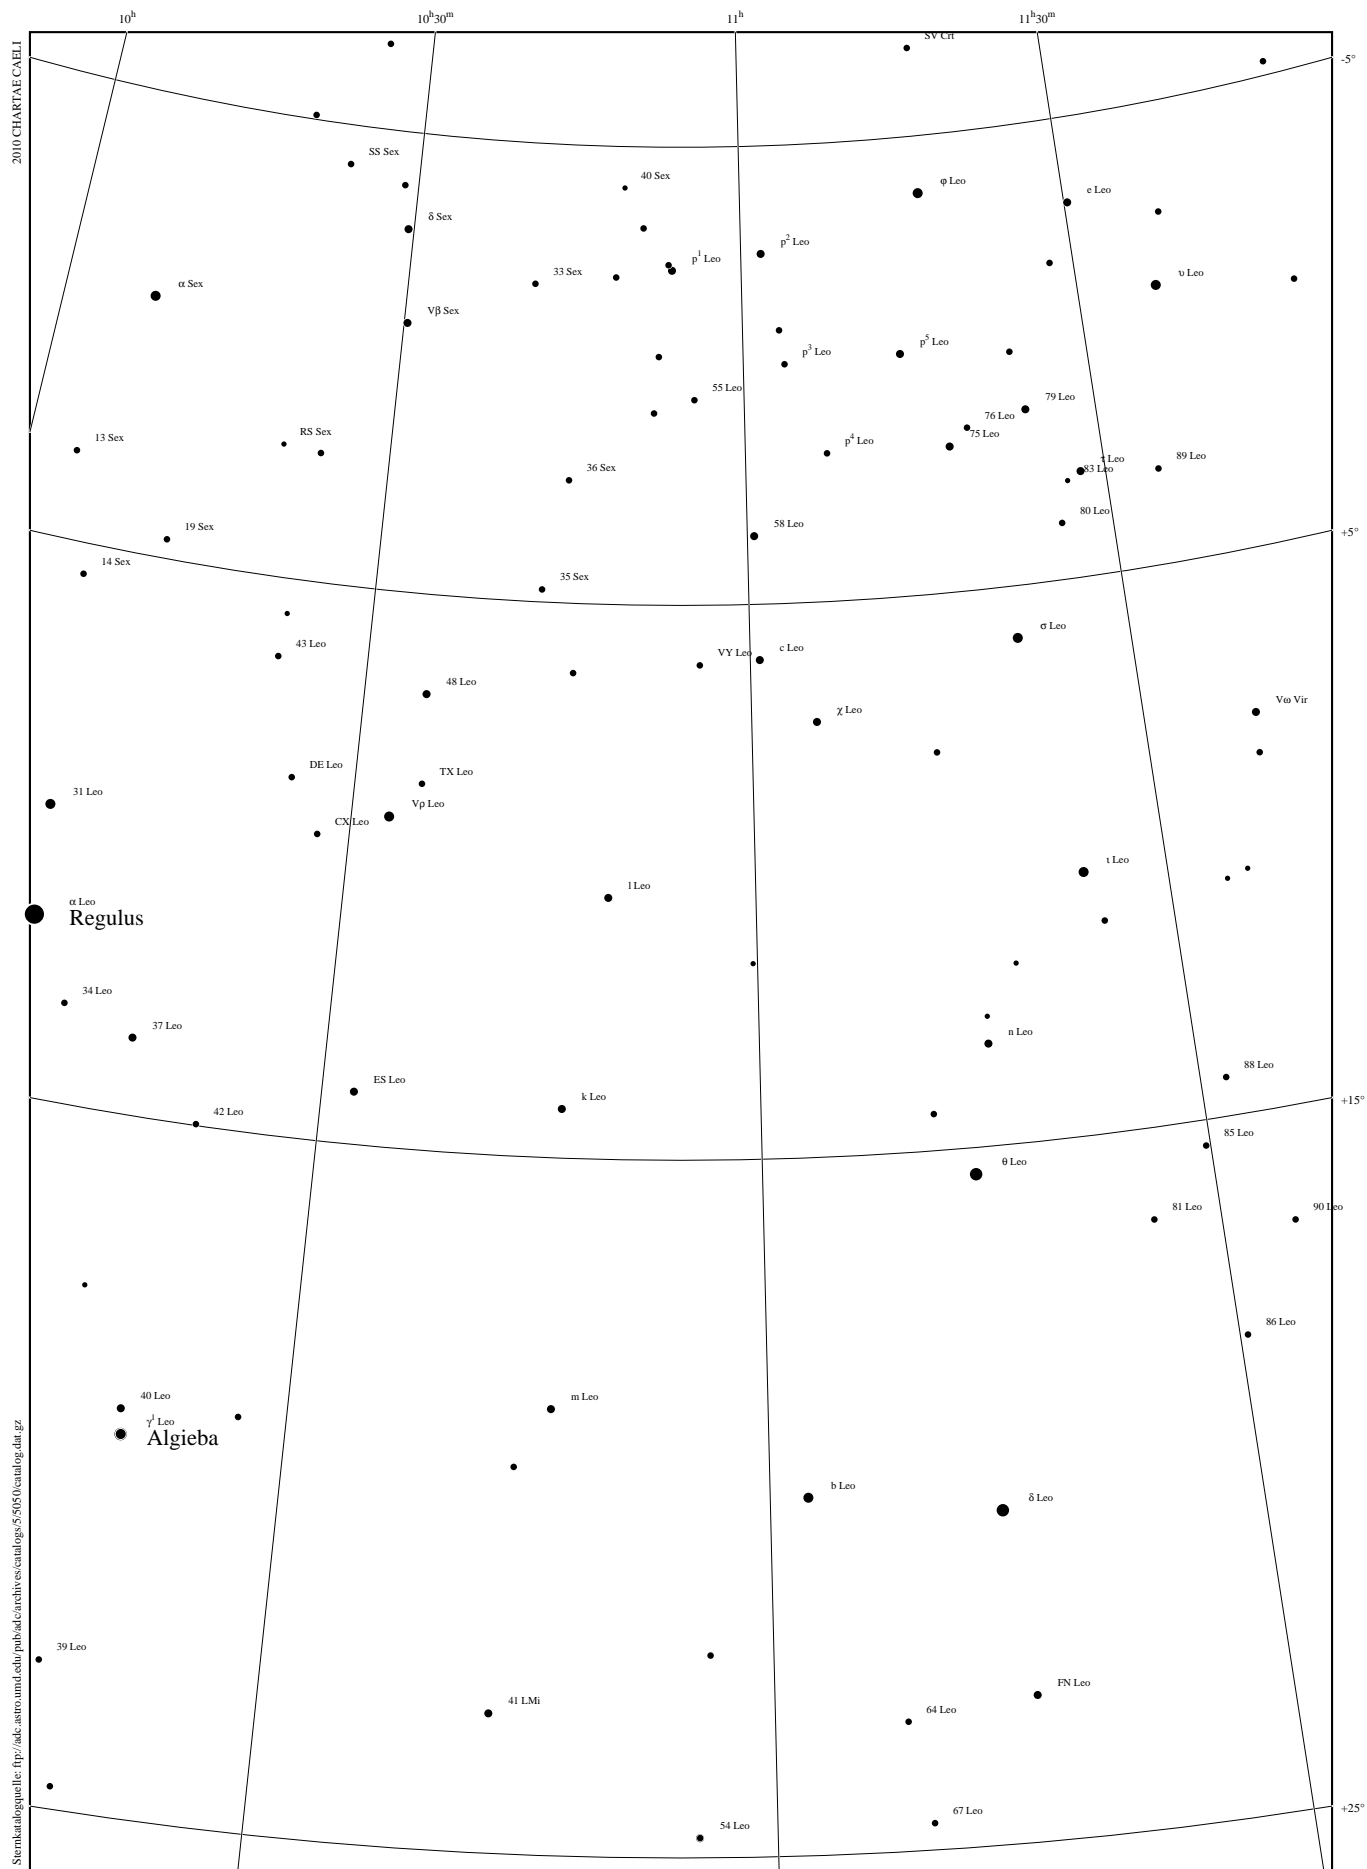 10ʰ 10ʰ30ᵐ 11ʰ 11ʰ30ᵐ
2010 CHARTAE CAELI
SV Crt
-5°
SS Sex
40 Sex
φ Leo
e Leo
δ Sex
p² Leo
p¹ Leo
33 Sex
υ Leo
α Sex
Vβ Sex
p⁵ Leo
p³ Leo
55 Leo
79 Leo
76 Leo
RS Sex
75 Leo
13 Sex
p⁴ Leo
τ Leo
89 Leo
83 Leo
36 Sex
80 Leo
58 Leo
19 Sex
+5°
14 Sex
35 Sex
σ Leo
43 Leo
c Leo
VY Leo
48 Leo
Vω Vir
χ Leo
DE Leo
TX Leo
31 Leo
Vρ Leo
CX Leo
ι Leo
l Leo
α Leo
Regulus
34 Leo
37 Leo
n Leo
88 Leo
ES Leo
k Leo
+15°
42 Leo
85 Leo
θ Leo
81 Leo
90 Leo
86 Leo
40 Leo
m Leo
γ¹ Leo
Algieba
b Leo
δ Leo
39 Leo
FN Leo
41 LMi
64 Leo
+25°
67 Leo
54 Leo
Sternkatalogquelle: ftp://adc.astro.umd.edu/pub/adc/archives/catalogs/5/5050/catalog.dat.gz